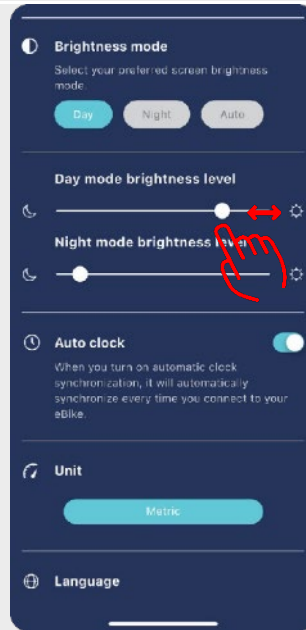 Brightness mode
Select your preferred screen brightness
mode.
Day Night Auto
Day mode brightness level
Night mode brightness level
Auto clock
When you turn on automatic clock
synchronization, it will automatically
synchronize every time you connect to your
eBike.
Unit
Metric
Language